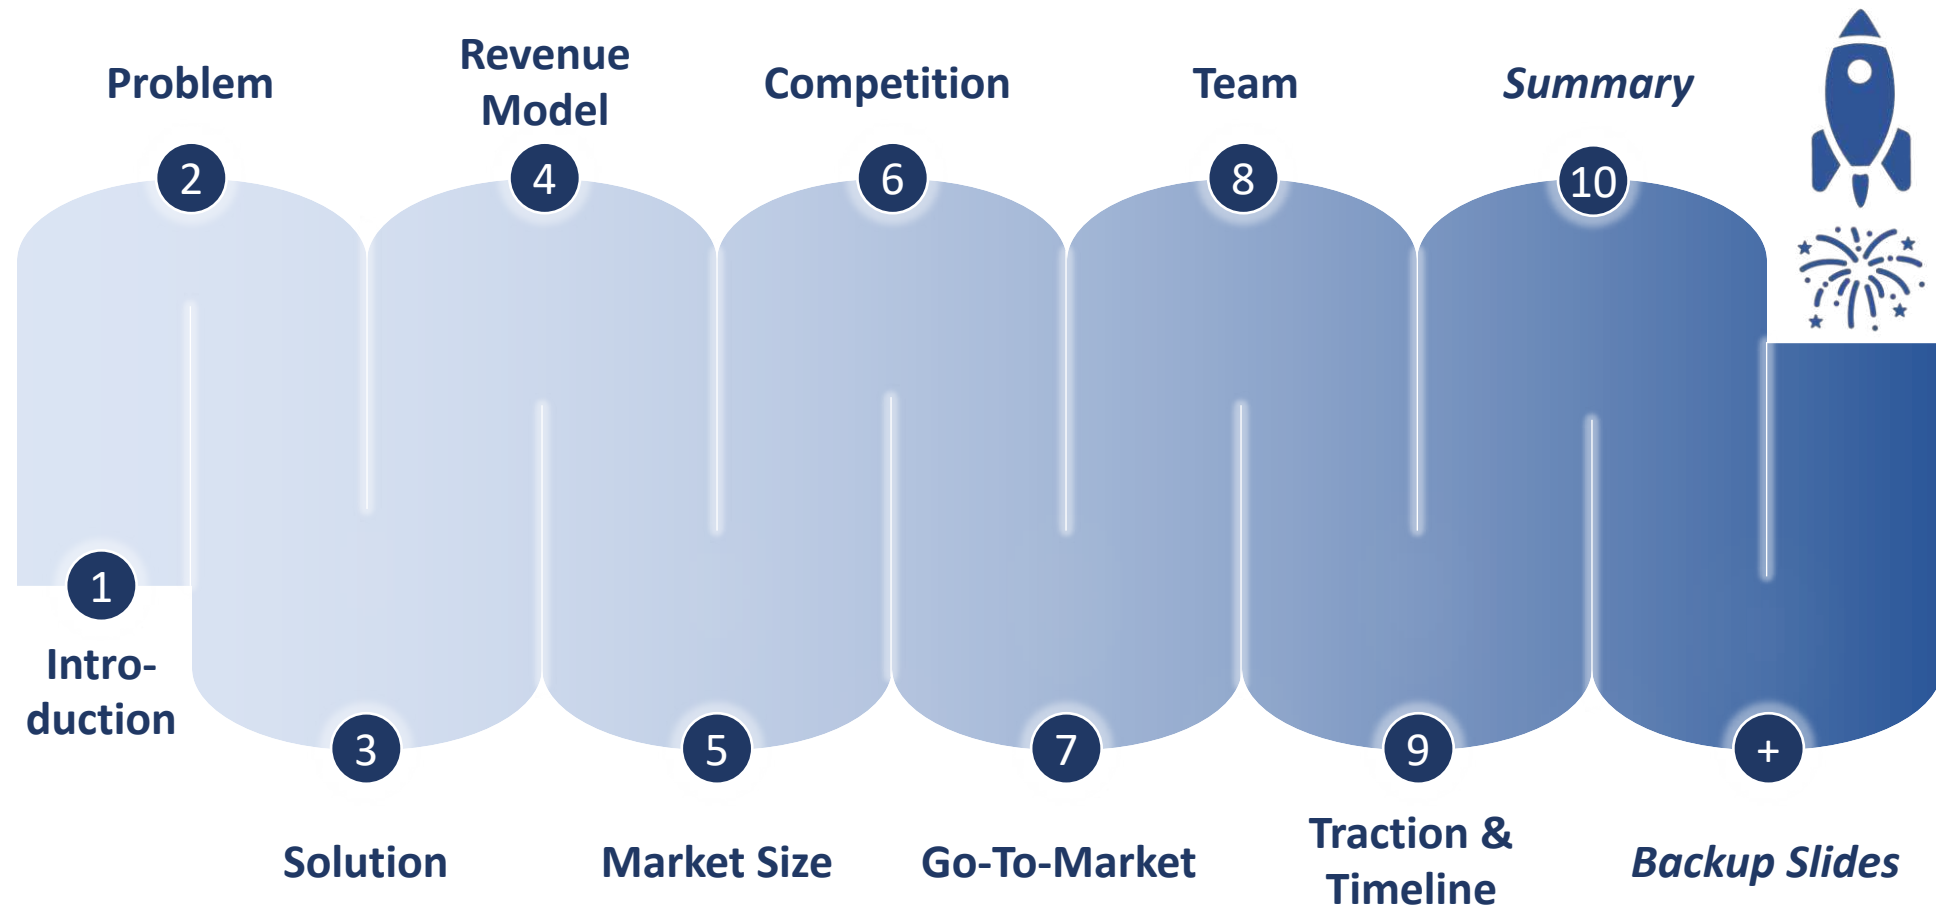 Problem
Revenue
Model
Competition
Team
Summary
2
4
6
8
10
1
Intro-
duction
3
5
7
9
+
Solution
Market Size
Go-To-Market
Traction &
Timeline
Backup Slides